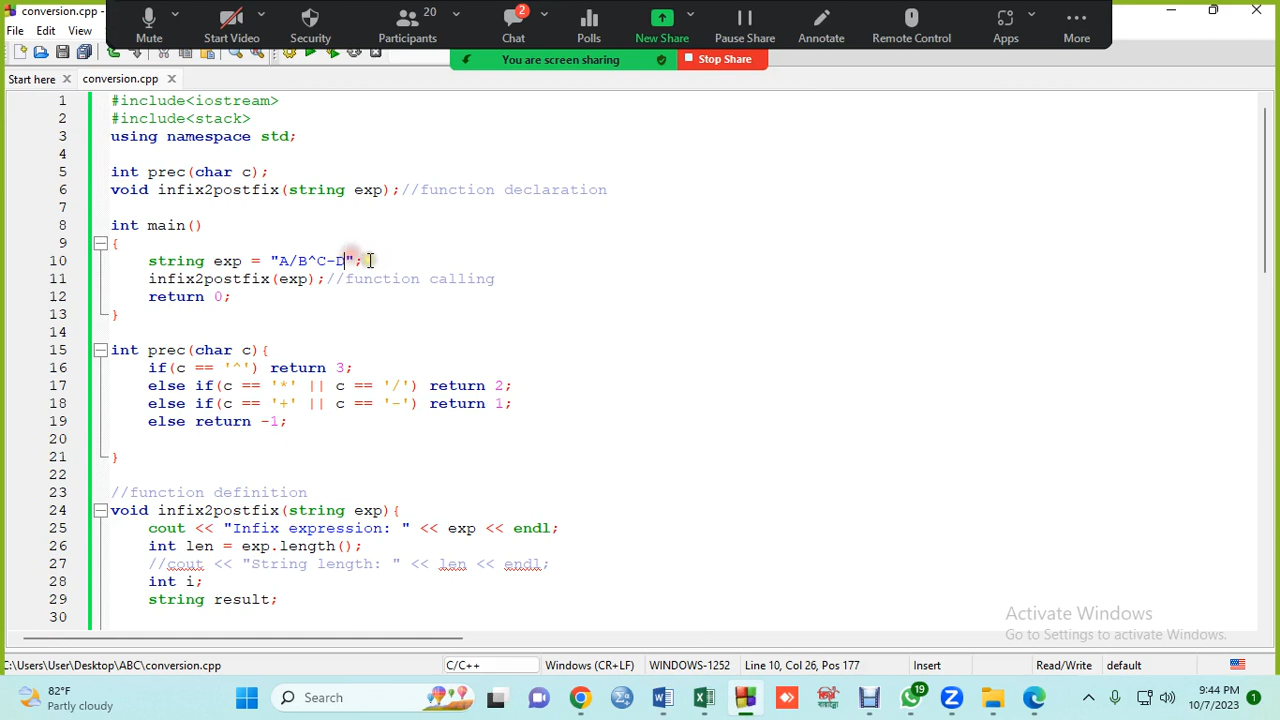 conversion.cpp -
File Edit View
Mute
Start Video
Security
20
Participants
2
Chat
Polls
New Share
Pause Share
Annotate
Remote Control
Apps
More
You are screen sharing
Stop Share
Start here
conversion.cpp
1 #include<iostream>
2 #include<stack>
3 using namespace std;
4
5 int prec(char c);
6 void infix2postfix(string exp);//function declaration
7
8 int main()
9 {
10 string exp = "A/B^C-D";
11 infix2postfix(exp);//function calling
12 return 0;
13 }
14
15 int prec(char c){
16 if(c == '^') return 3;
17 else if(c == '*' || c == '/') return 2;
18 else if(c == '+' || c == '-') return 1;
19 else return -1;
20
21 }
22
23 //function definition
24 void infix2postfix(string exp){
25 cout << "Infix expression: " << exp << endl;
26 int len = exp.length();
27 //cout << "String length: " << len << endl;
28 int i;
29 string result;
30
Activate Windows
Go to Settings to activate Windows.
C:\Users\User\Desktop\ABC\conversion.cpp C/C++ Windows (CR+LF) WINDOWS-1252 Line 10, Col 26, Pos 177 Insert Read/Write default
82°F
Partly cloudy
Search
19
9:44 PM
10/7/2023
1